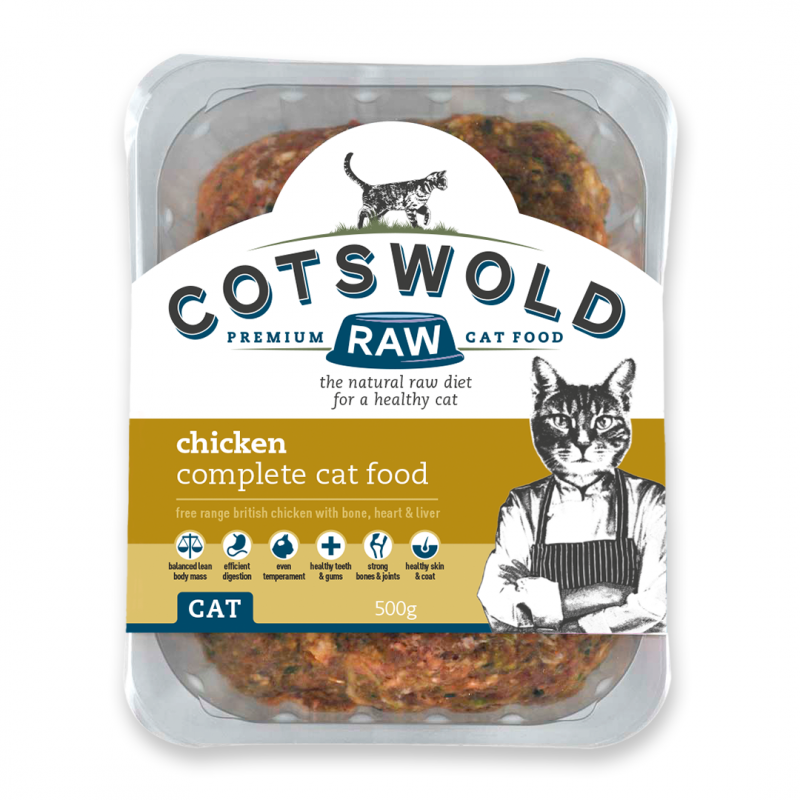 COTSWOLD
PREMIUM RAW CAT FOOD
the natural raw diet
for a healthy cat
chicken
complete cat food
free range british chicken with bone, heart & liver
balanced lean
body mass
efficient
digestion
even
temperament
healthy teeth
& gums
strong
bones & joints
healthy skin
& coat
CAT
500g